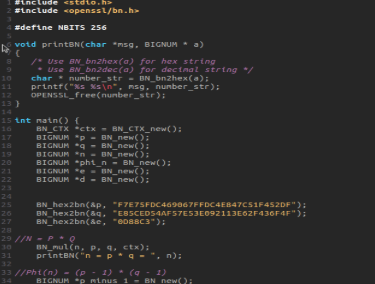 #include <stdio.h>
#include <openssl/bn.h>
#define NBITS 256
void printBN(char *msg, BIGNUM * a)
{
/* Use BN_bn2hex(a) for hex string
* Use BN_bn2dec(a) for decimal string */
char * number_str = BN_bn2hex(a);
printf("%s %s\n", msg, number_str);
OPENSSL_free(number_str);
}
int main() {
BN_CTX *ctx = BN_CTX_new();
BIGNUM *p = BN_new();
BIGNUM *q = BN_new();
BIGNUM *n = BN_new();
BIGNUM *phi_n = BN_new();
BIGNUM *e = BN_new();
BIGNUM *d = BN_new();
BN_hex2bn(&p, "F7E75FDC469067FFDC4E847C51F452DF");
BN_hex2bn(&q, "E85CED54AF57E53E092113E62F436F4F");
BN_hex2bn(&e, "0D88C3");
//N = P * Q
BN_mul(n, p, q, ctx);
printBN("n = p * q = ", n);
//Phi(n) = (p - 1) * (q - 1)
BIGNUM *p_minus_1 = BN_new();